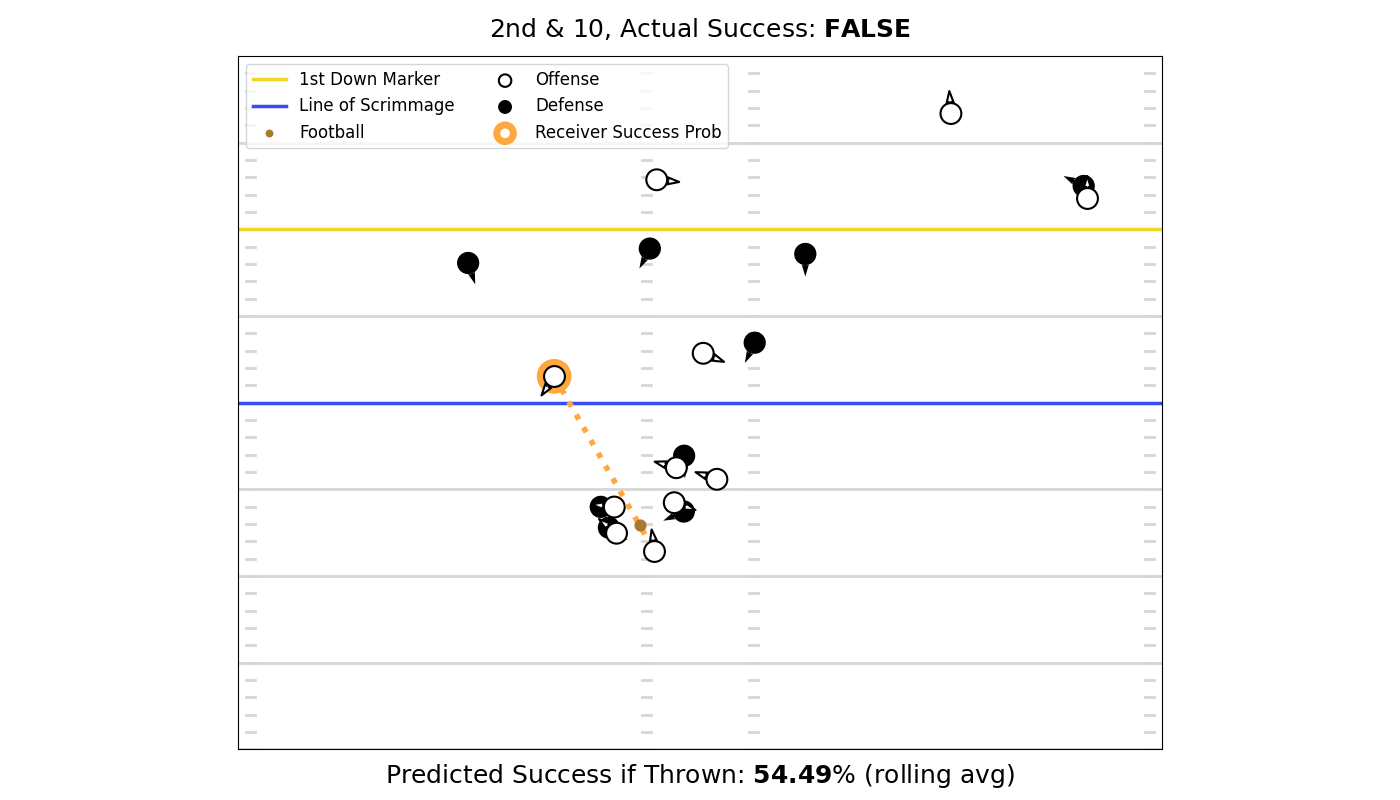 2nd & 10, Actual Success: FALSE
1st Down Marker
Line of Scrimmage
Football
Offense
Defense
Receiver Success Prob
Predicted Success if Thrown: 54.49% (rolling avg)